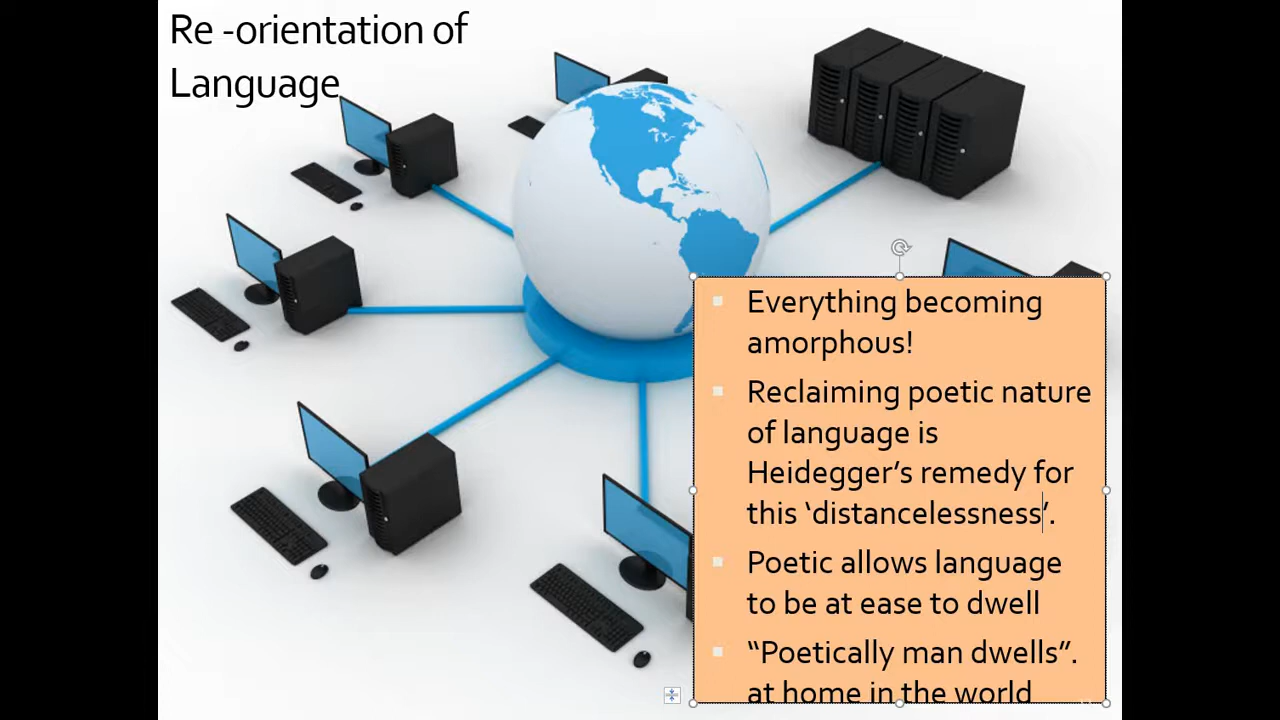 Re -orientation of
Language
Everything becoming
amorphous!
Reclaiming poetic nature
of language is
Heidegger’s remedy for
this ‘distancelessness’.
Poetic allows language
to be at ease to dwell
“Poetically man dwells”.
at home in the world